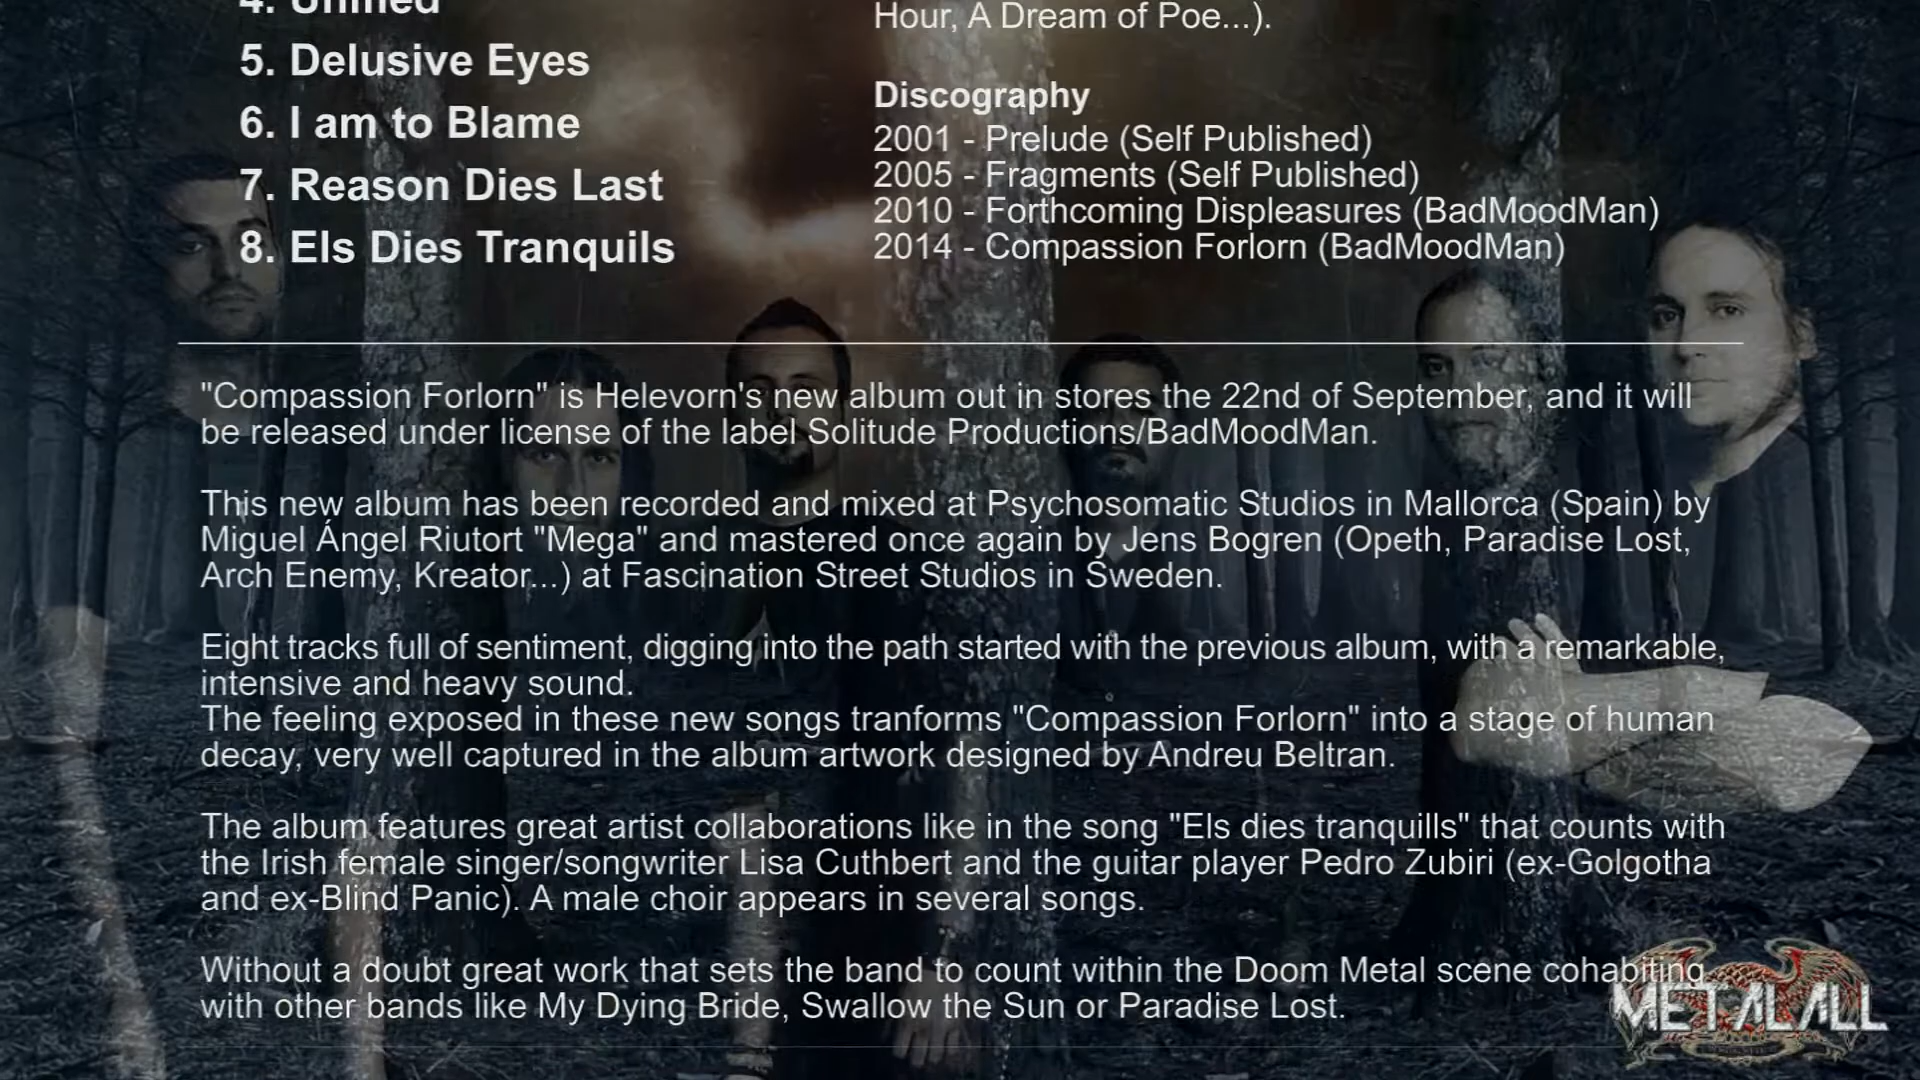 4. Unified
5. Delusive Eyes
6. I am to Blame
7. Reason Dies Last
8. Els Dies Tranquils
Hour, A Dream of Poe...).
Discography
2001 - Prelude (Self Published)
2005 - Fragments (Self Published)
2010 - Forthcoming Displeasures (BadMoodMan)
2014 - Compassion Forlorn (BadMoodMan)
"Compassion Forlorn" is Helevorn's new album out in stores the 22nd of September, and it will
be released under license of the label Solitude Productions/BadMoodMan.
This new album has been recorded and mixed at Psychosomatic Studios in Mallorca (Spain) by
Miguel Ángel Riutort "Mega" and mastered once again by Jens Bogren (Opeth, Paradise Lost,
Arch Enemy, Kreator...) at Fascination Street Studios in Sweden.
Eight tracks full of sentiment, digging into the path started with the previous album, with a remarkable,
intensive and heavy sound.
The feeling exposed in these new songs tranforms "Compassion Forlorn" into a stage of human
decay, very well captured in the album artwork designed by Andreu Beltran.
The album features great artist collaborations like in the song "Els dies tranquills" that counts with
the Irish female singer/songwriter Lisa Cuthbert and the guitar player Pedro Zubiri (ex-Golgotha
and ex-Blind Panic). A male choir appears in several songs.
Without a doubt great work that sets the band to count within the Doom Metal scene cohabiting
with other bands like My Dying Bride, Swallow the Sun or Paradise Lost.
METALALL